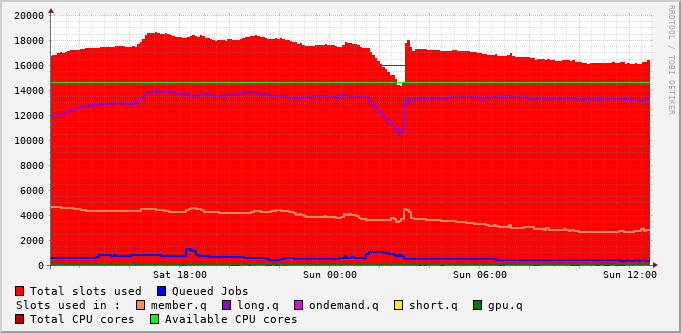 20000
18000
16000
14000
12000
10000
8000
6000
4000
2000
0
Sat 18:00 Sun 00:00 Sun 06:00 Sun 12:00
RRDTOOL / TOBI OETIKER
Total slots used Queued Jobs
Slots used in : member.q long.q ondemand.q short.q gpu.q
Total CPU cores Available CPU cores